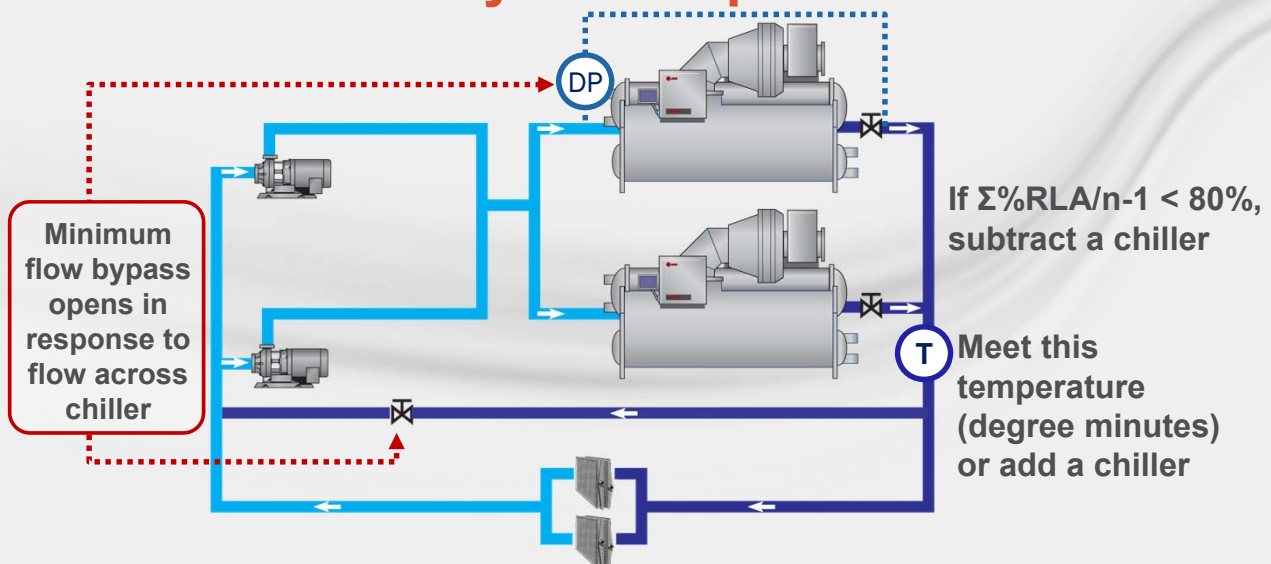 DP
Minimum
flow bypass
opens in
response to
flow across
chiller
If Σ%RLA/n-1 < 80%,
subtract a chiller
T
Meet this
temperature
(degree minutes)
or add a chiller